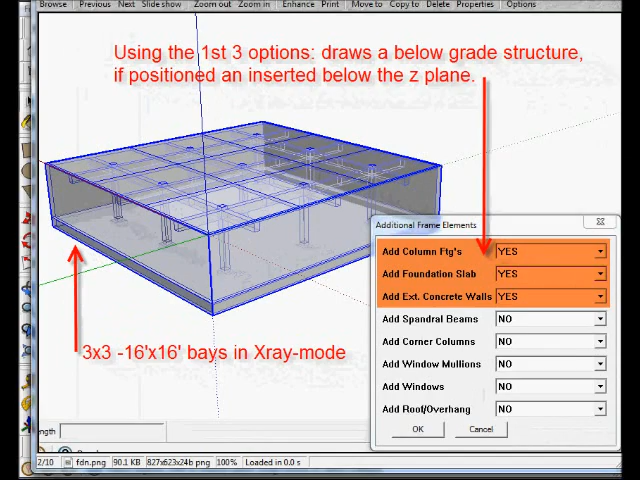 Browse Previous Next Slide show Zoom out Zoom in Enhance Print Move to Copy to Delete Properties Options
Using the 1st 3 options: draws a below grade structure,
if positioned an inserted below the z plane.
Additional Frame Elements
Add Column Ftg's YES
Add Foundation Slab YES
Add Ext. Concrete Walls YES
Add Spandral Beams NO
3x3 -16'x16' bays in Xray-mode
Add Corner Columns NO
Add Window Mullions NO
Add Windows NO
Add Roof/Overhang NO
OK Cancel
ngth
2/10 fdn.png 90.1 KB 827x623x24b png 100% Loaded in 0.0 s